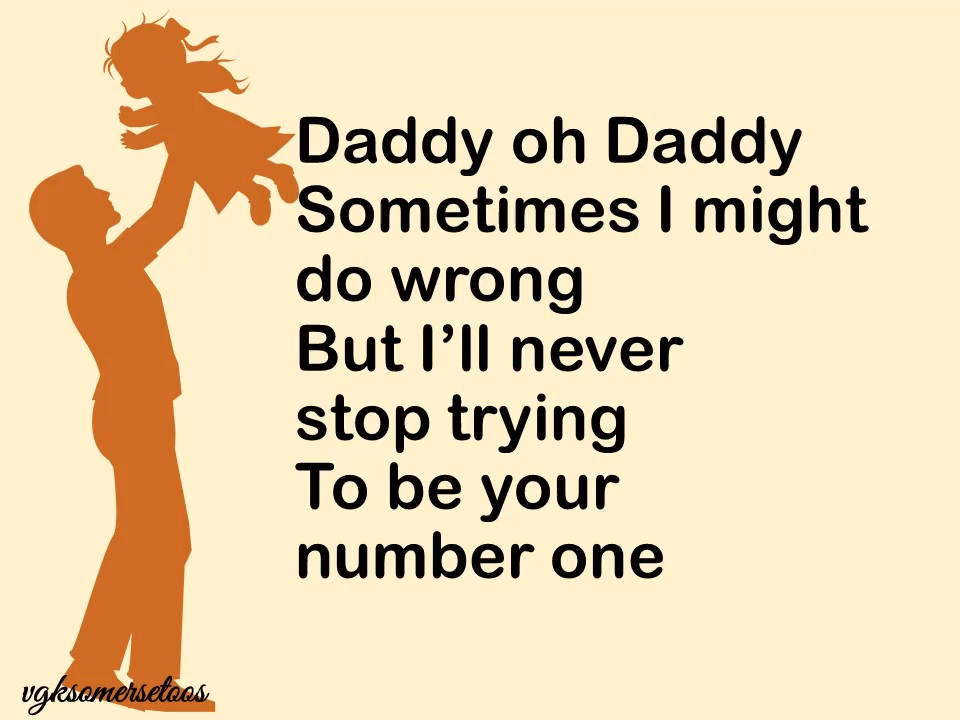 Daddy oh Daddy
Sometimes I might
do wrong
But I’ll never
stop trying
To be your
number one
vgksomersetoos